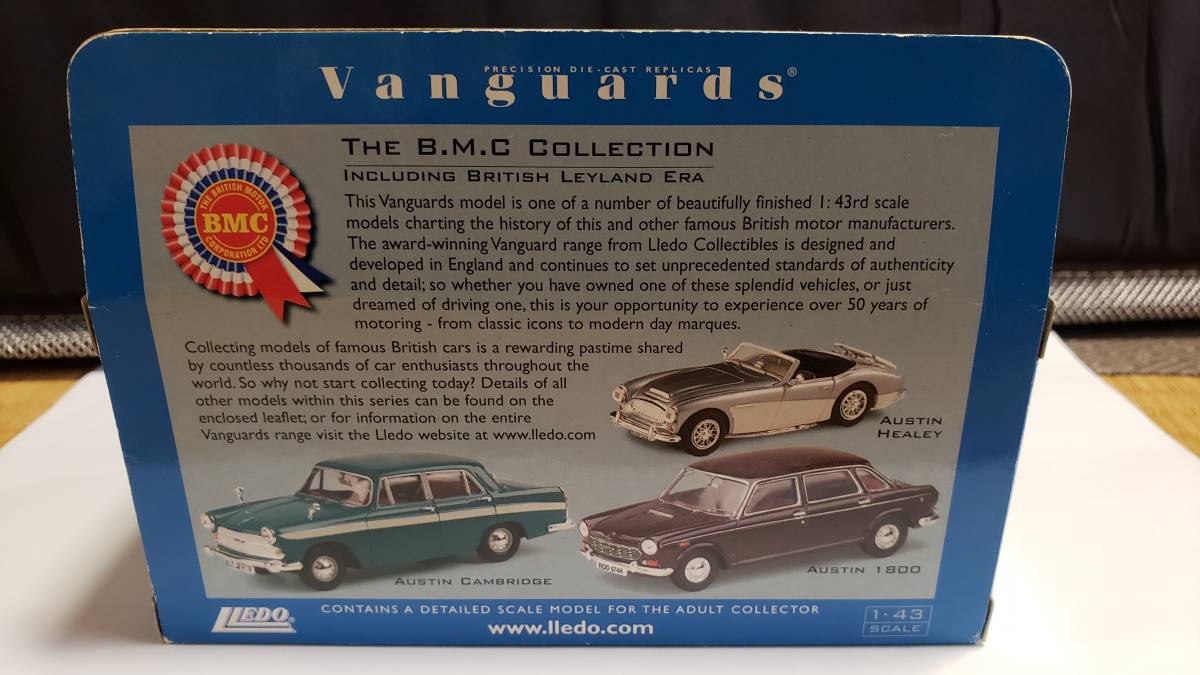 PRECISION DIE-CAST REPLICAS
Vanguards®
THE B.M.C COLLECTION
INCLUDING BRITISH LEYLAND ERA
THE BRITISH MOTOR
BMC
CORPORATION LTD
This Vanguards model is one of a number of beautifully finished 1:43rd scale
models charting the history of this and other famous British motor manufacturers.
The award-winning Vanguard range from Lledo Collectibles is designed and
developed in England and continues to set unprecedented standards of authenticity
and detail; so whether you have owned one of these splendid vehicles, or just
dreamed of driving one, this is your opportunity to experience over 50 years of
motoring - from classic icons to modern day marques.
Collecting models of famous British cars is a rewarding pastime shared
by countless thousands of car enthusiasts throughout the
world. So why not start collecting today? Details of all
other models within this series can be found on the
enclosed leaflet; or for information on the entire
Vanguards range visit the Lledo website at www.lledo.com
AUSTIN
HEALEY
AUSTIN CAMBRIDGE
AUSTIN 1800
LLEDO
CONTAINS A DETAILED SCALE MODEL FOR THE ADULT COLLECTOR
www.lledo.com
1·43
SCALE